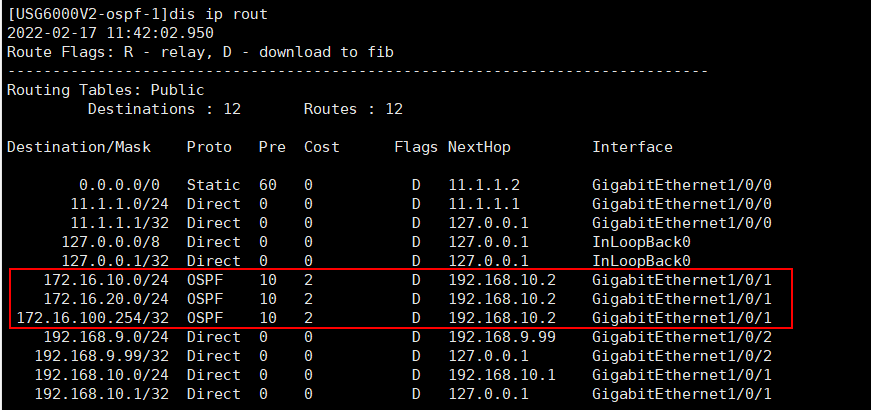 [USG6000V2-ospf-1]dis ip rout
2022-02-17 11:42:02.950
Route Flags: R - relay, D - download to fib
------------------------------------------------------------------------------
Routing Tables: Public
         Destinations : 12       Routes : 12

Destination/Mask    Proto   Pre  Cost      Flags NextHop         Interface

        0.0.0.0/0   Static  60   0           D   11.1.1.2        GigabitEthernet1/0/0
       11.1.1.0/24  Direct  0    0           D   11.1.1.1        GigabitEthernet1/0/0
       11.1.1.1/32  Direct  0    0           D   127.0.0.1       GigabitEthernet1/0/0
      127.0.0.0/8   Direct  0    0           D   127.0.0.1       InLoopBack0
      127.0.0.1/32  Direct  0    0           D   127.0.0.1       InLoopBack0
    172.16.10.0/24  OSPF    10   2           D   192.168.10.2    GigabitEthernet1/0/1
    172.16.20.0/24  OSPF    10   2           D   192.168.10.2    GigabitEthernet1/0/1
 172.16.100.254/32  OSPF    10   2           D   192.168.10.2    GigabitEthernet1/0/1
    192.168.9.0/24  Direct  0    0           D   192.168.9.99    GigabitEthernet1/0/2
   192.168.9.99/32  Direct  0    0           D   127.0.0.1       GigabitEthernet1/0/2
   192.168.10.0/24  Direct  0    0           D   192.168.10.1    GigabitEthernet1/0/1
   192.168.10.1/32  Direct  0    0           D   127.0.0.1       GigabitEthernet1/0/1